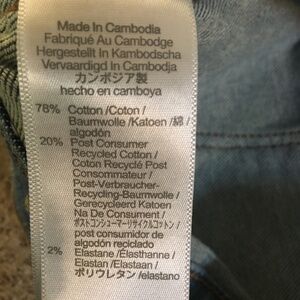 Made In Cambodia
Fabriqué Au Cambodge
Hergestellt In Kambodscha
Vervaardigd In Cambodja
カンボジア製
hecho en camboya
78% Cotton /Coton /
Baumwolle /Katoen /綿 /
algodón
20% Post Consumer
Recycled Cotton /
Coton Recyclé Post
Consommateur /
Post-Verbraucher-
Recycling-Baumwolle /
Gerecycleerd Katoen
Na De Consument /
ポストコンシューマーリサイクルコットン /
post consumidor de
algodón reciclado
2% Elastane /Élasthanne /
Elastan /Elastaan /
ポリウレタン /elastano